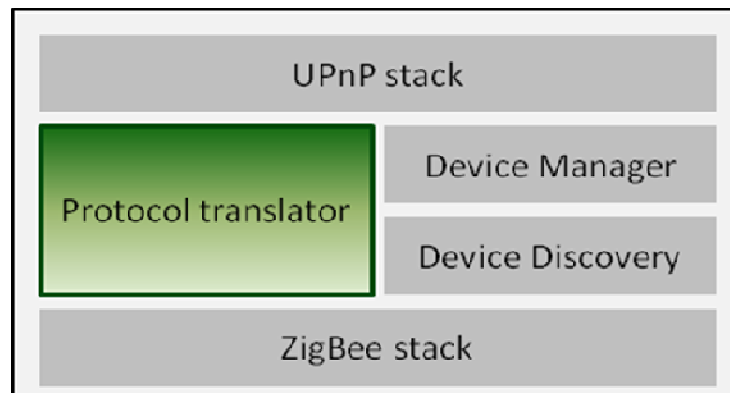 UPnP stack
Protocol translator
Device Manager
Device Discovery
ZigBee stack